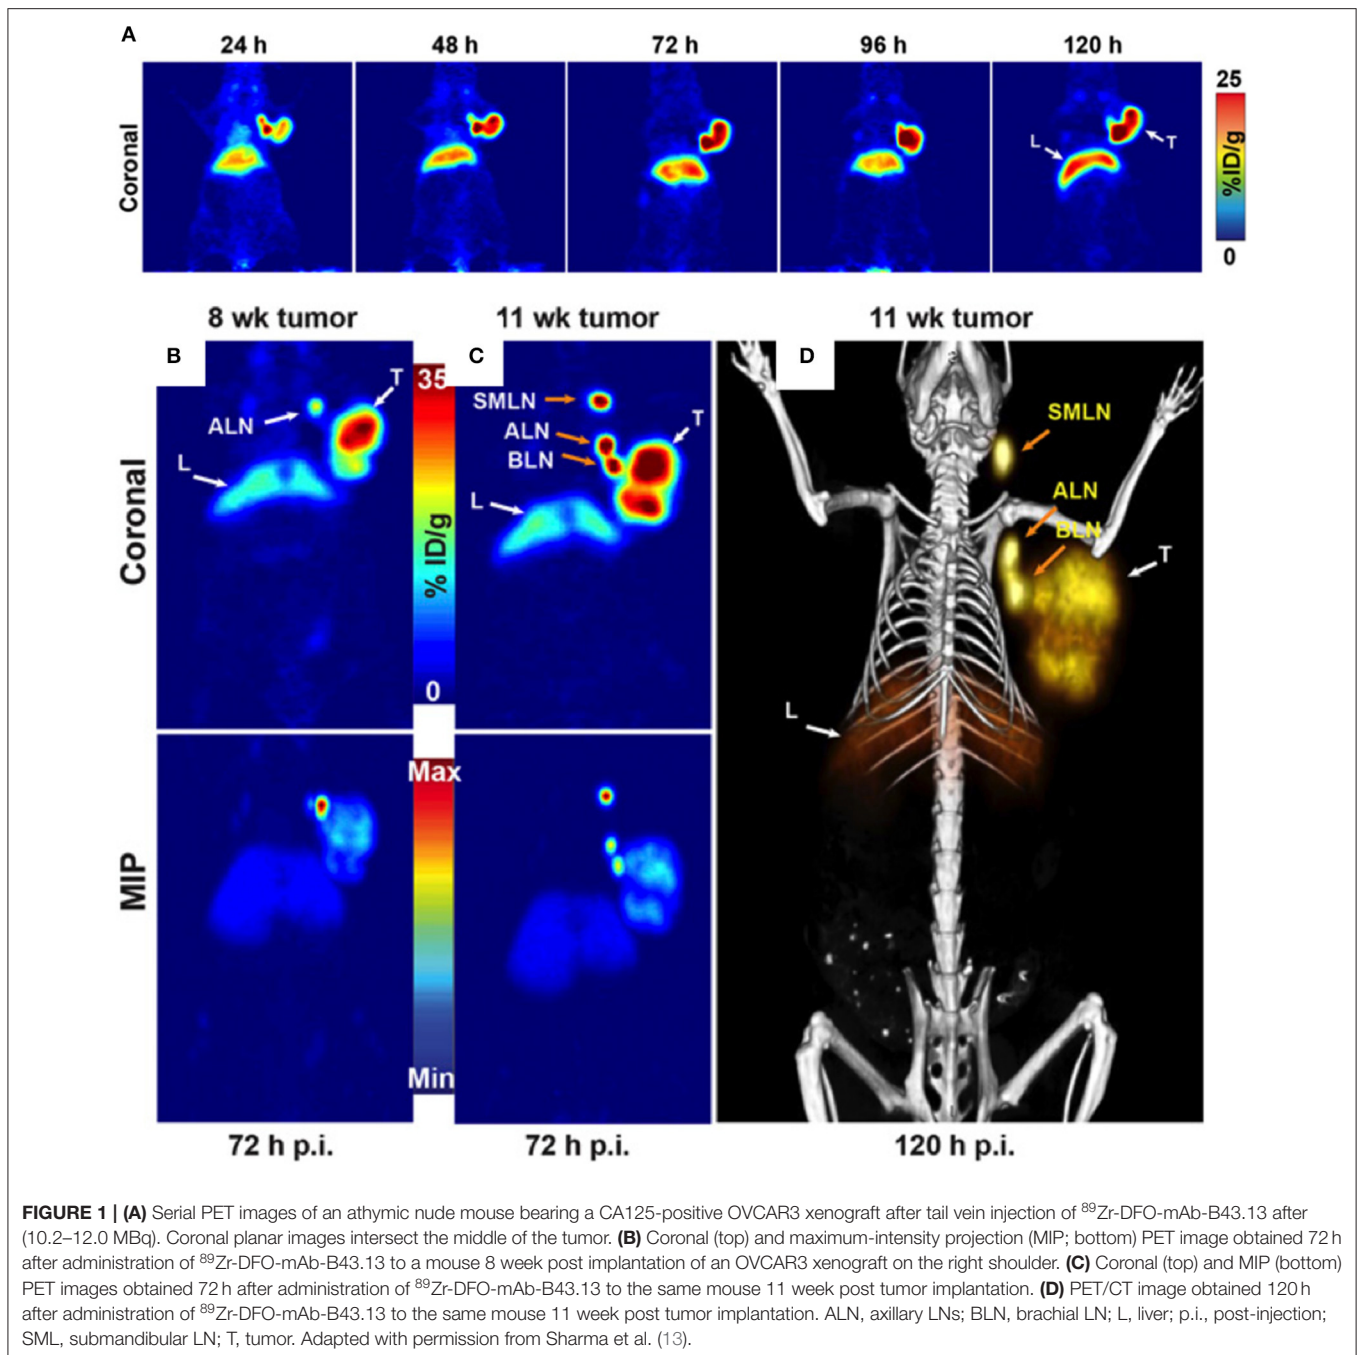 A
24 h 48 h 72 h 96 h 120 h
Coronal
L
T
25
%ID/g
0
8 wk tumor 11 wk tumor 11 wk tumor
B
C
D
Coronal
ALN
T
L
35
% ID/g
0
SMLN
ALN
BLN
T
L
SMLN
ALN
BLN
T
L
MIP
Max
Min
72 h p.i. 72 h p.i. 120 h p.i.
FIGURE 1 | (A) Serial PET images of an athymic nude mouse bearing a CA125-positive OVCAR3 xenograft after tail vein injection of ⁸⁹Zr-DFO-mAb-B43.13 after
(10.2–12.0 MBq). Coronal planar images intersect the middle of the tumor. (B) Coronal (top) and maximum-intensity projection (MIP; bottom) PET image obtained 72 h
after administration of ⁸⁹Zr-DFO-mAb-B43.13 to a mouse 8 week post implantation of an OVCAR3 xenograft on the right shoulder. (C) Coronal (top) and MIP (bottom)
PET images obtained 72 h after administration of ⁸⁹Zr-DFO-mAb-B43.13 to the same mouse 11 week post tumor implantation. (D) PET/CT image obtained 120 h
after administration of ⁸⁹Zr-DFO-mAb-B43.13 to the same mouse 11 week post tumor implantation. ALN, axillary LNs; BLN, brachial LN; L, liver; p.i., post-injection;
SML, submandibular LN; T, tumor. Adapted with permission from Sharma et al. (13).